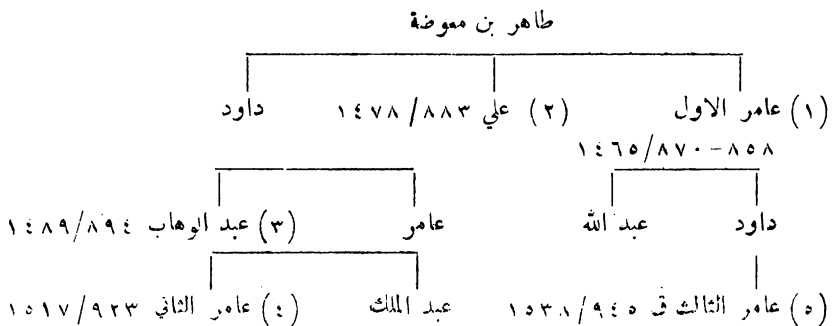 طاهر بن معوضة
(١) عامر الاول (٢) علي ١٤٧٨/٨٨٣ داود
١٤٦٥/٨٧٠-٨٥٨
داود عبد الله عامر (٣) عبد الوهاب ١٤٨٩/٨٩٤
(٥) عامر الثالث ق ١٥٣٨/٩٤٥ عبد الملك (٤) عامر الثاني ١٥١٧/٩٢٣